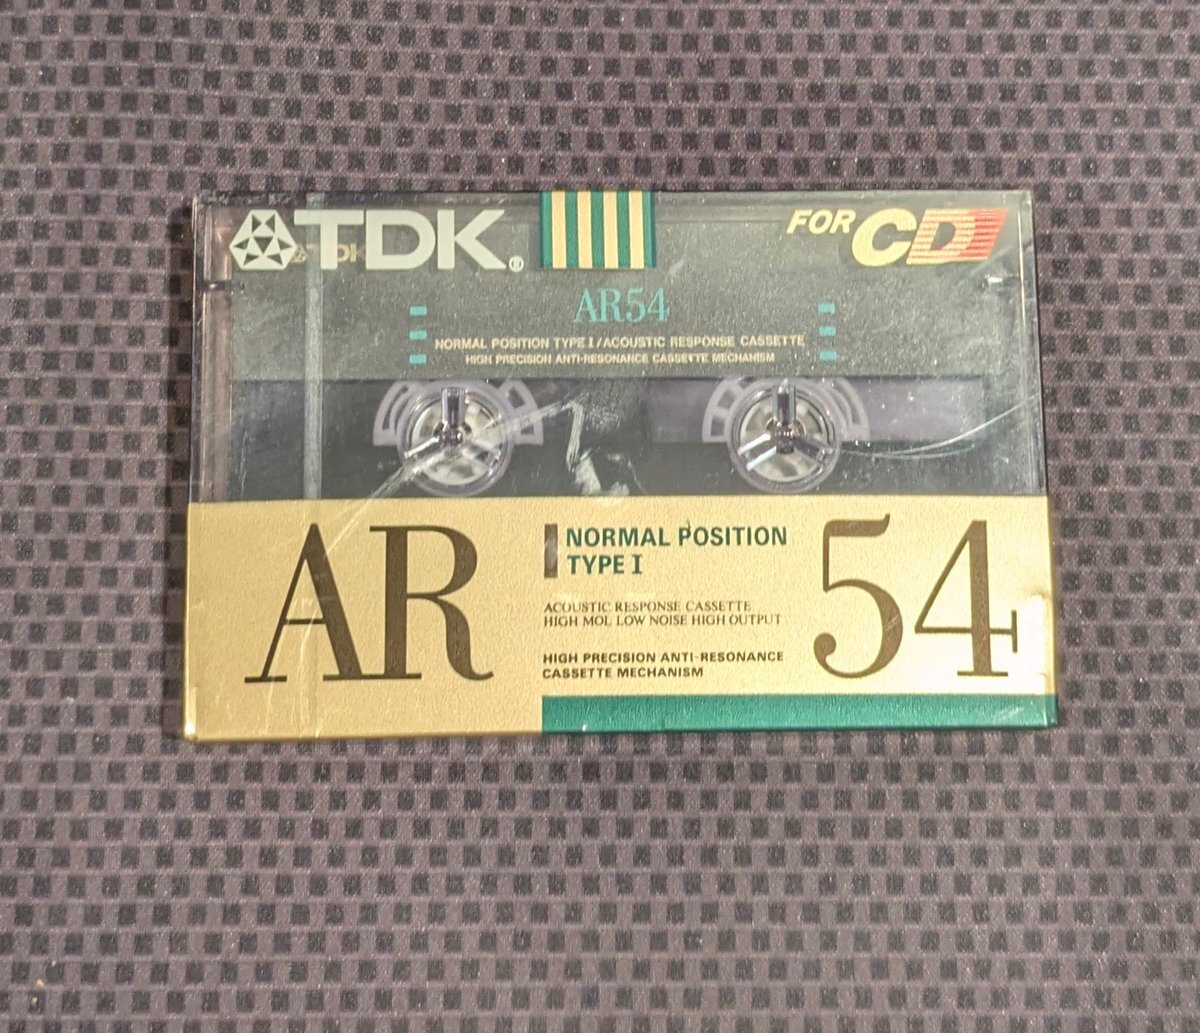 TDK®
FOR CD
AR54
NORMAL POSITION TYPE I/ACOUSTIC RESPONSE CASSETTE
HIGH PRECISION ANTI-RESONANCE CASSETTE MECHANISM
AR
NORMAL POSITION
TYPE I
ACOUSTIC RESPONSE CASSETTE
HIGH MOL LOW NOISE HIGH OUTPUT
HIGH PRECISION ANTI-RESONANCE
CASSETTE MECHANISM
54